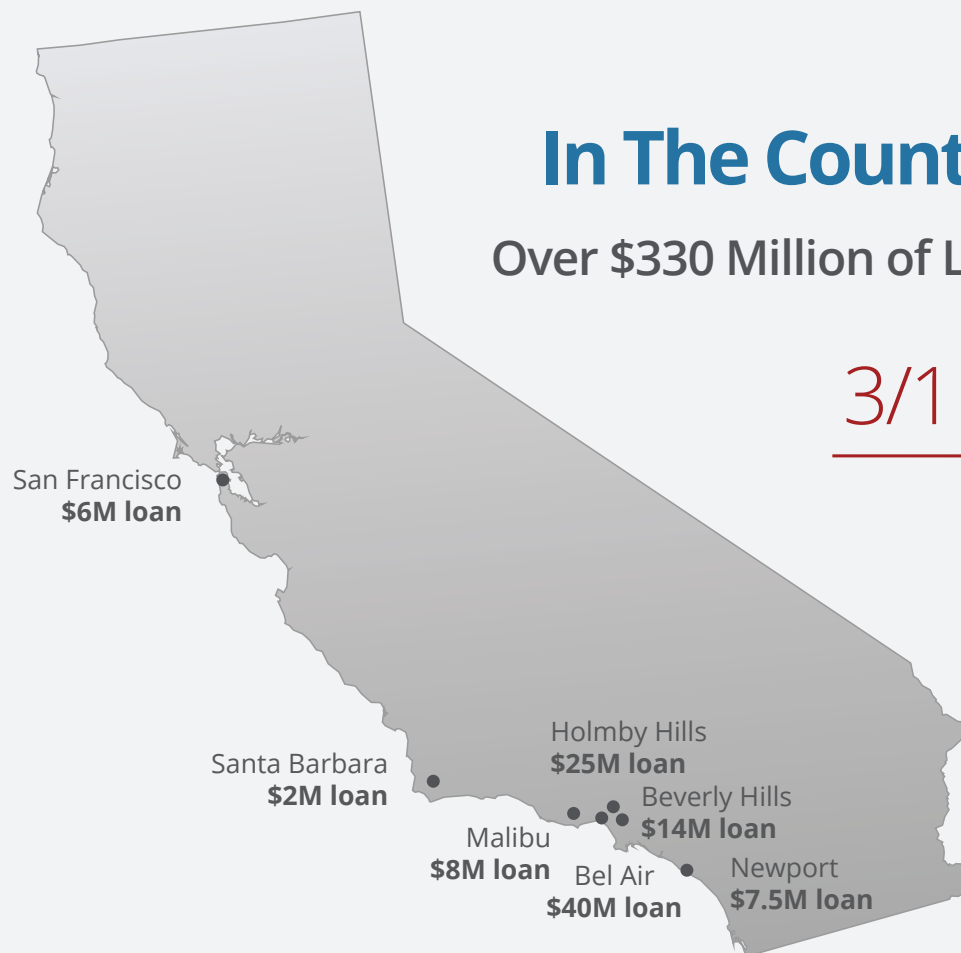 In The Count
Over $330 Million of L
3/1
San Francisco
$6M loan
Holmby Hills
$25M loan
Santa Barbara
$2M loan
Beverly Hills
$14M loan
Malibu
$8M loan
Bel Air
$40M loan
Newport
$7.5M loan